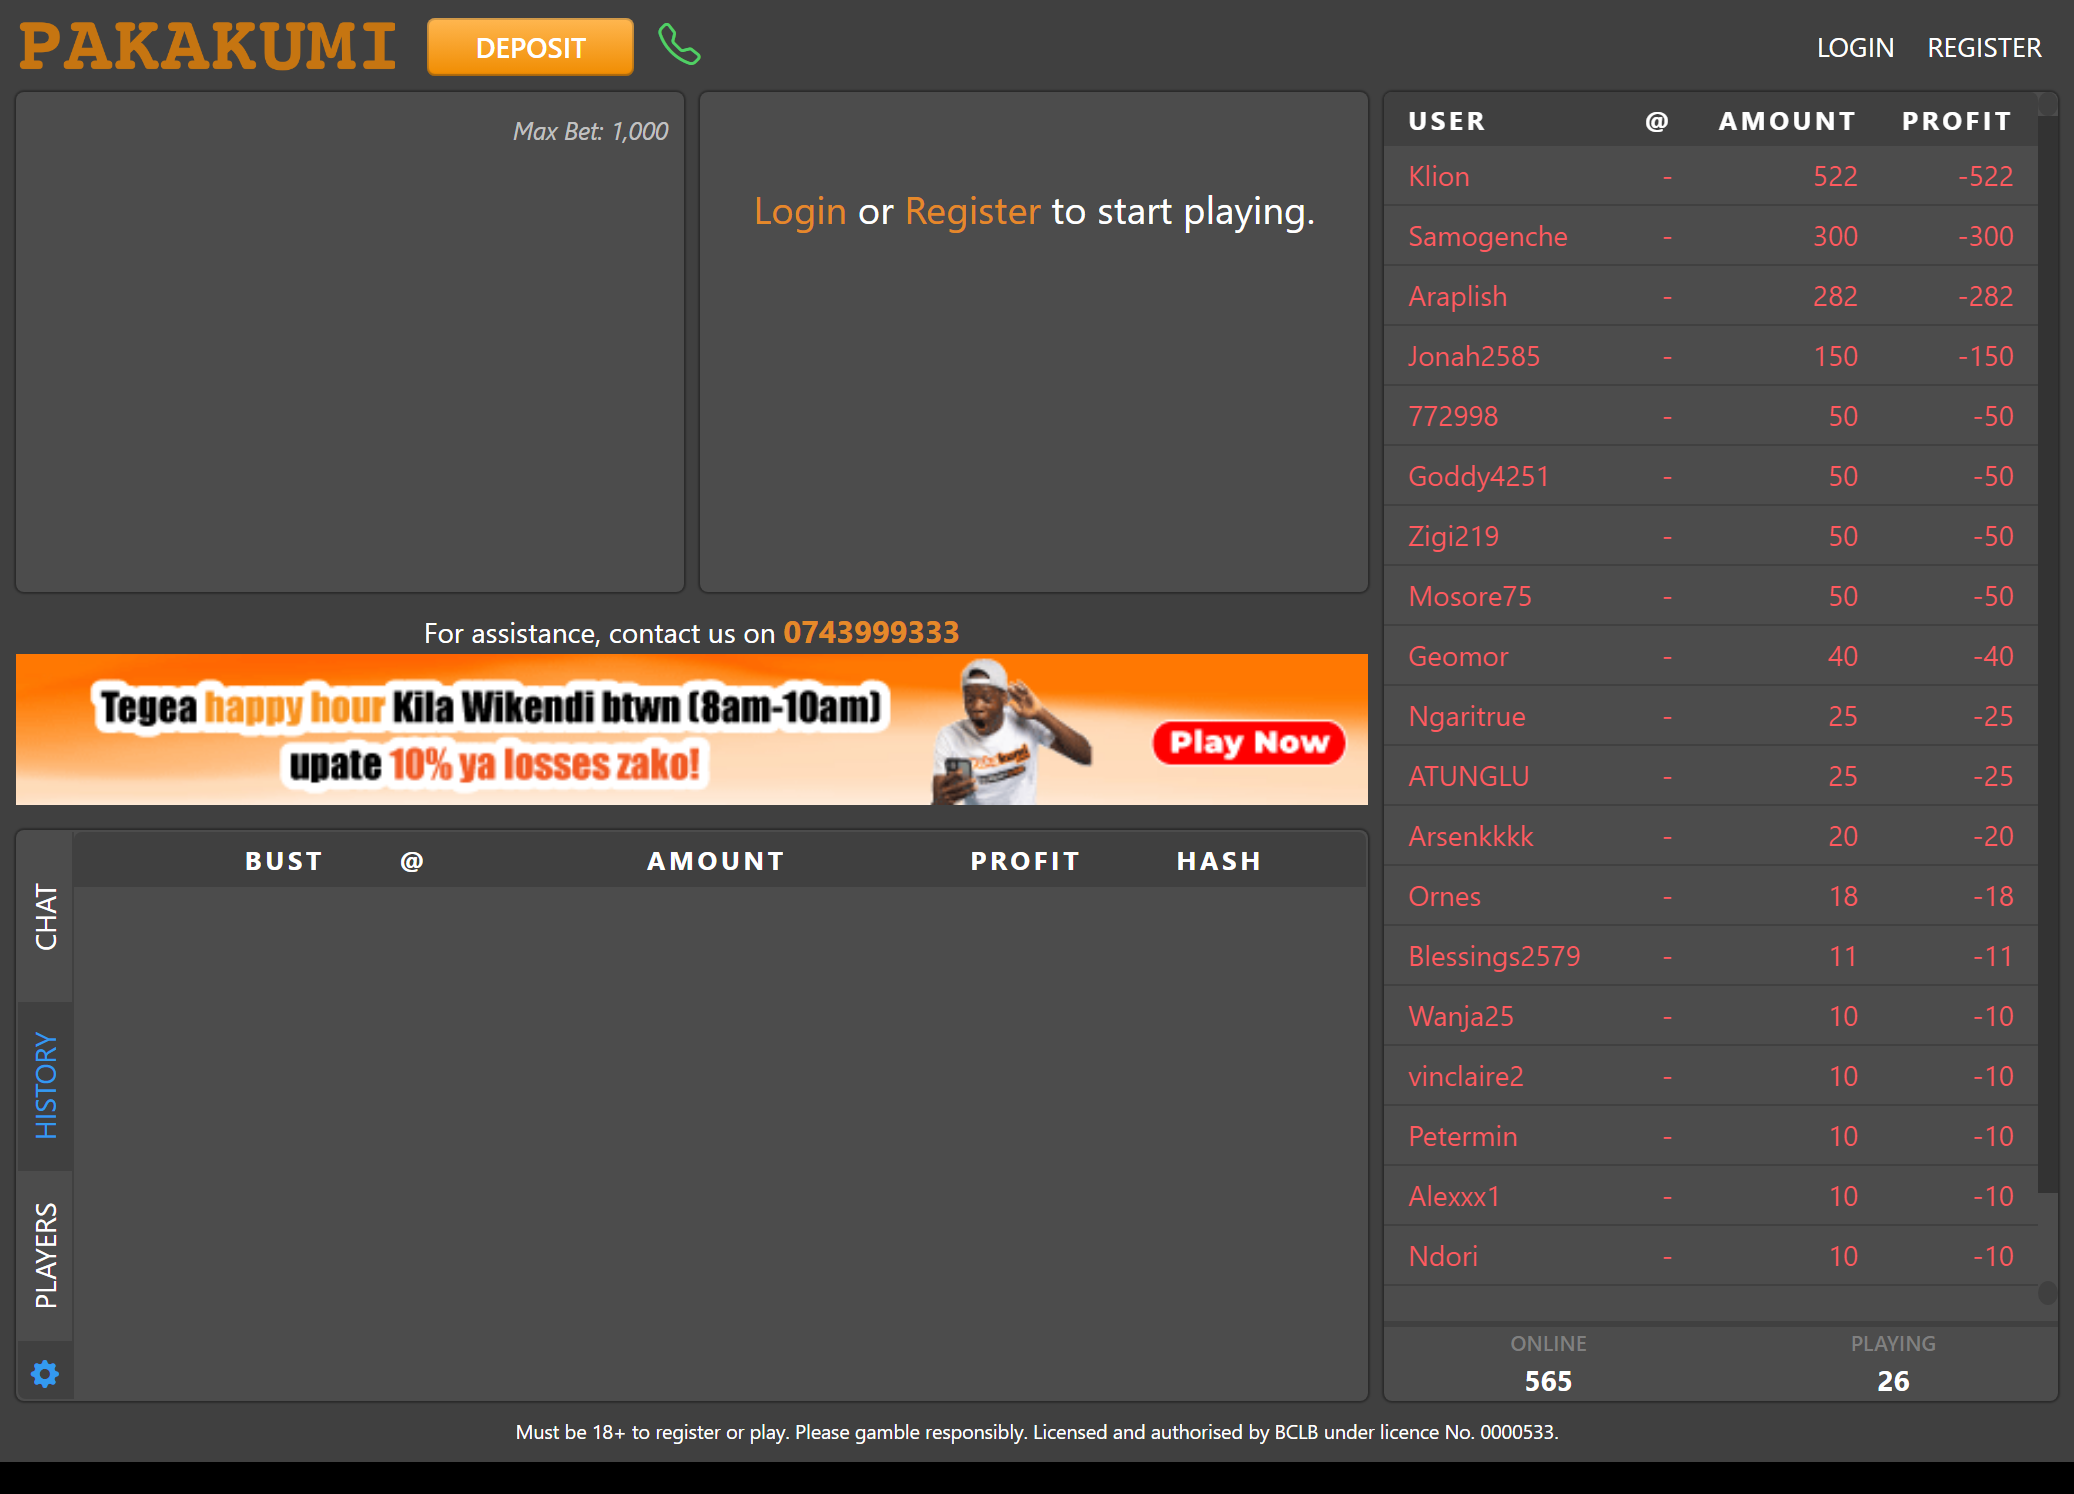 PAKAKUMI DEPOSIT LOGIN REGISTER
Max Bet: 1,000
Login or Register to start playing.
For assistance, contact us on 0743999333
Tegea happy hour Kila Wikendi btwn (8am-10am)
upate 10% ya losses zako!
Play Now
CHAT
HISTORY
PLAYERS
BUST @ AMOUNT PROFIT HASH
USER @ AMOUNT PROFIT
Klion - 522 -522
Samogenche - 300 -300
Araplish - 282 -282
Jonah2585 - 150 -150
772998 - 50 -50
Goddy4251 - 50 -50
Zigi219 - 50 -50
Mosore75 - 50 -50
Geomor - 40 -40
Ngaritrue - 25 -25
ATUNGLU - 25 -25
Arsenkkkk - 20 -20
Ornes - 18 -18
Blessings2579 - 11 -11
Wanja25 - 10 -10
vinclaire2 - 10 -10
Petermin - 10 -10
Alexxx1 - 10 -10
Ndori - 10 -10
ONLINE PLAYING
565 26
Must be 18+ to register or play. Please gamble responsibly. Licensed and authorised by BCLB under licence No. 0000533.